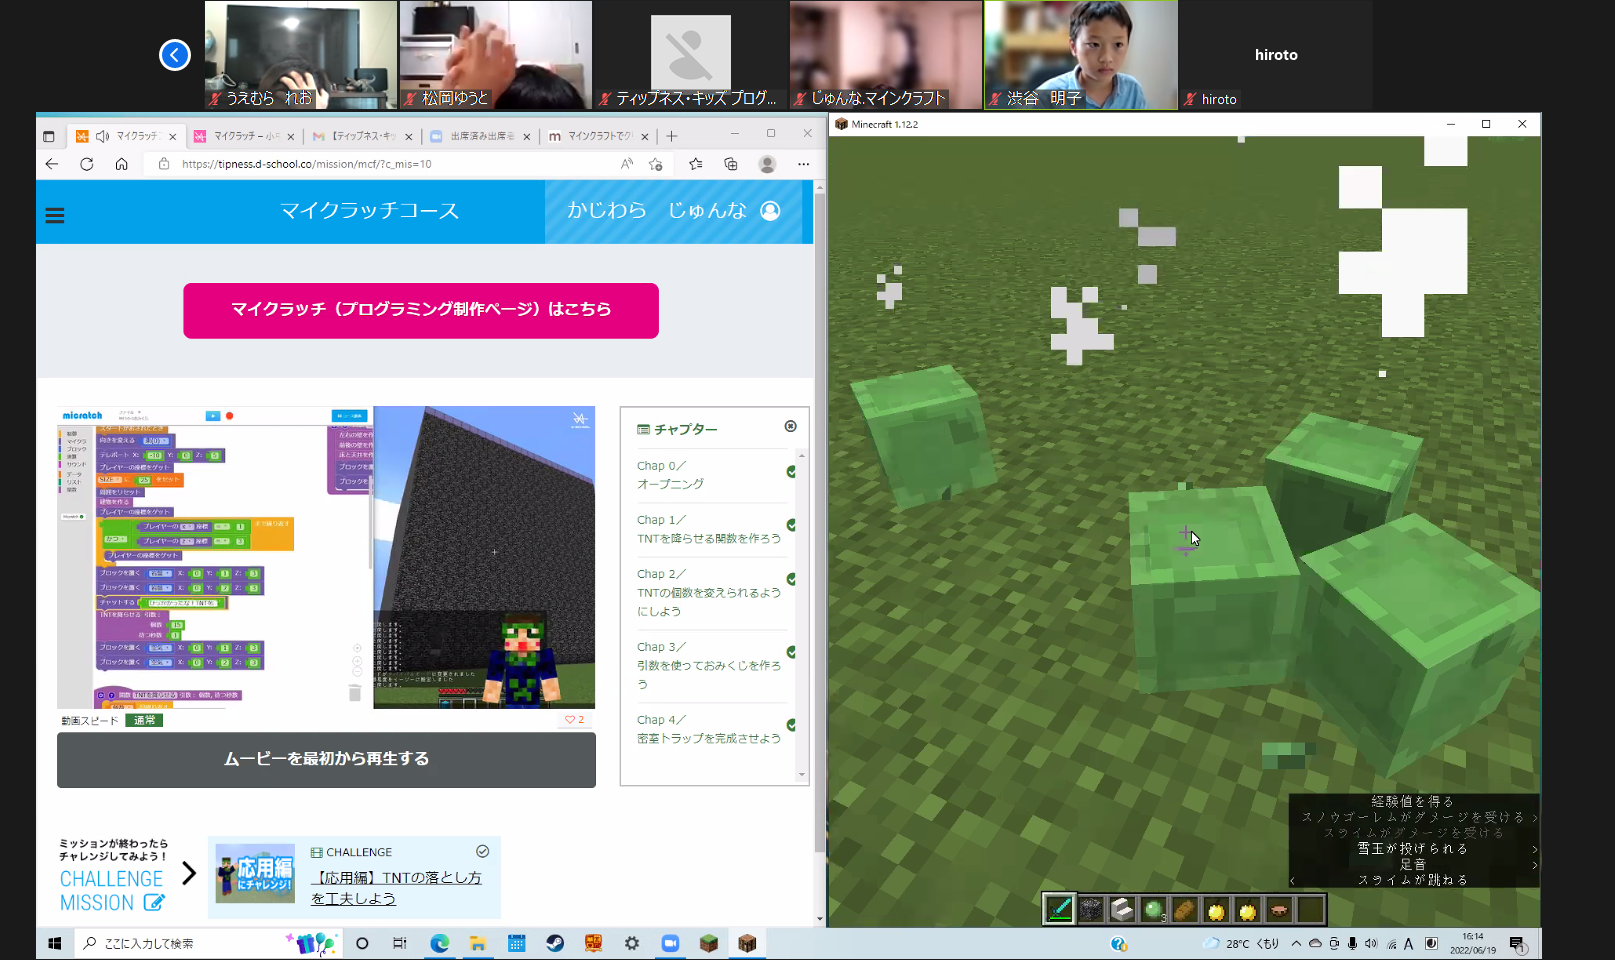 うえむら れお
松岡ゆうと
ティップネス・キッズ プログ...
じゅんな.マインクラフト
渋谷 明子
hiroto
hiroto
マイクラッチコ
マイクラッチ – 小
【ティップネス・キッ
出席済み出席者
マインクラフトでク
https://tipness.d-school.co/mission/mcf/?c_mis=10
マイクラッチコース
かじわら じゅんな
マイクラッチ（プログラミング制作ページ）はこちら
micratch
動画スピード
通常
2
ムービーを最初から再生する
チャプター
Chap 0／
オープニング
Chap 1／
TNTを降らせる関数を作ろう
Chap 2／
TNTの個数を変えられるよう
にしよう
Chap 3／
引数を使っておみくじを作ろ
う
Chap 4／
密室トラップを完成させよう
ミッションが終わったら
チャレンジしてみよう！
CHALLENGE
MISSION
応用編
にチャレンジ!
CHALLENGE
【応用編】TNTの落とし方
を工夫しよう
Minecraft 1.12.2
経験値を得る
スノウゴーレムがダメージを受ける >
スライムがダメージを受ける
雪玉が投げられる >
足音 >
< スライムが跳ねる
3
ここに入力して検索
28°C くもり
A
16:14
2022/06/19
1